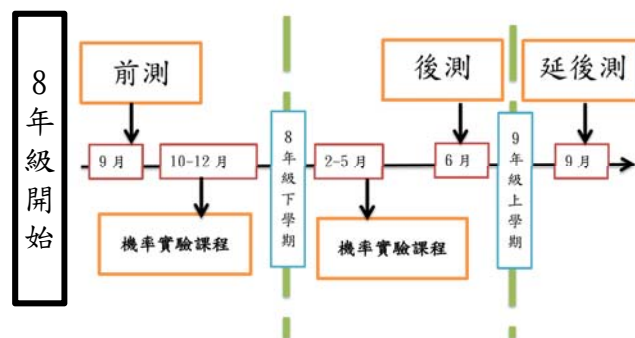 8年級開始
前測
後測
延後測
9月
10-12月
8年級下學期
2-5月
6月
9年級上學期
9月
機率實驗課程
機率實驗課程